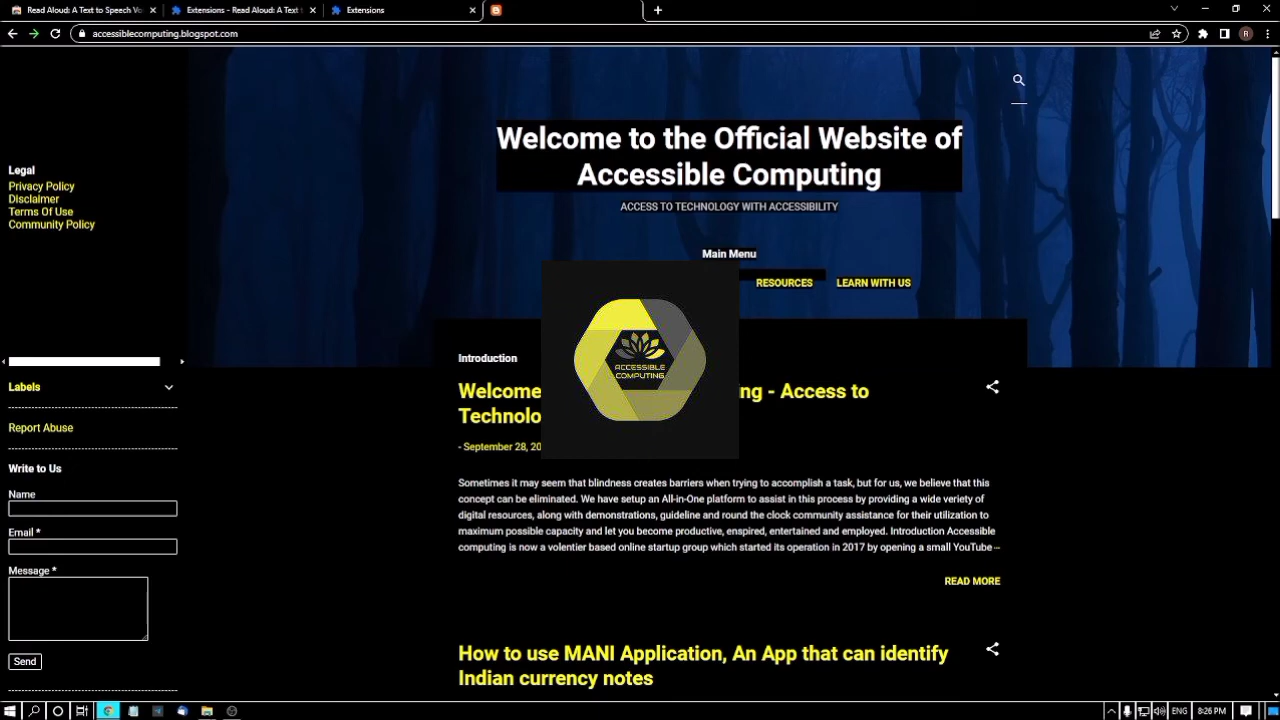 Read Aloud: A Text to Speech Vo
Extensions - Read Aloud: A Text t
Extensions
accessiblecomputing.blogspot.com
R
Legal
Privacy Policy
Disclaimer
Terms Of Use
Community Policy
Labels
Report Abuse
Write to Us
Name
Email *
Message *
Send
Welcome to the Official Website of
Accessible Computing
ACCESS TO TECHNOLOGY WITH ACCESSIBILITY
Main Menu
RESOURCES LEARN WITH US
ACCESSIBLE
COMPUTING
Introduction
Welcome ng - Access to
Technolo
- September 28, 20
Sometimes it may seem that blindness creates barriers when trying to accomplish a task, but for us, we believe that this
concept can be eliminated. We have setup an All-in-One platform to assist in this process by providing a wide veriety of
digital resources, along with demonstrations, guideline and round the clock community assistance for their utilization to
maximum possible capacity and let you become productive, enspired, entertained and employed. Introduction Accessible
computing is now a volentier based online startup group which started its operation in 2017 by opening a small YouTube ...
READ MORE
How to use MANI Application, An App that can identify
Indian currency notes
ENG 8:26 PM